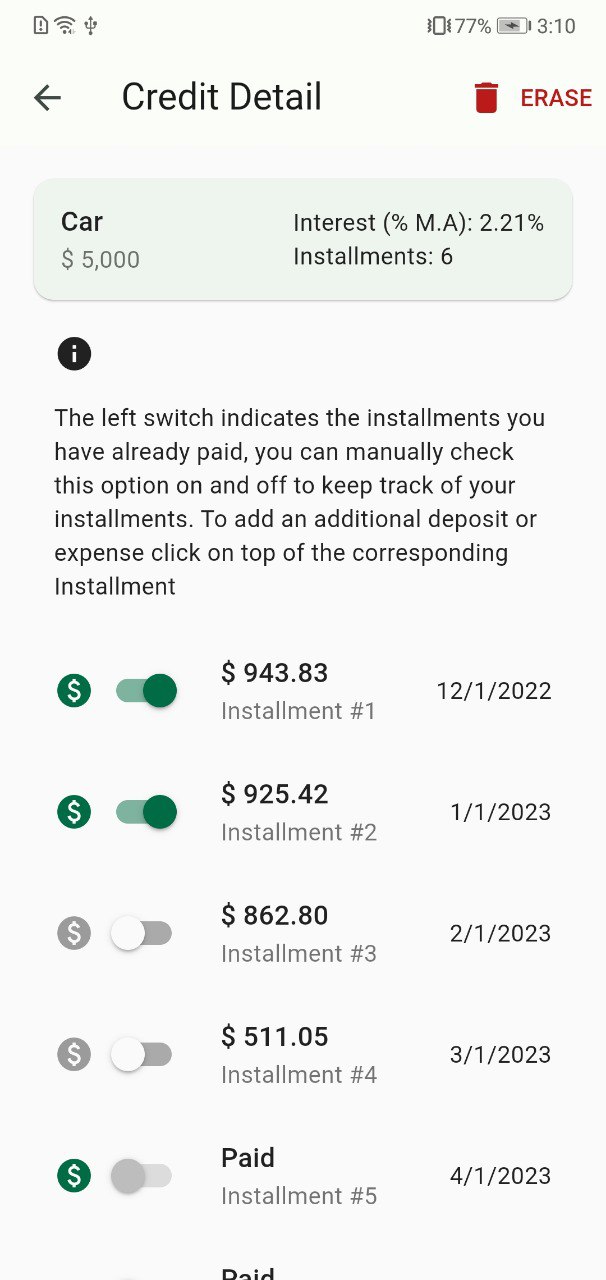 77% 3:10
Credit Detail
ERASE
Car
$ 5,000
Interest (% M.A): 2.21%
Installments: 6
The left switch indicates the installments you
have already paid, you can manually check
this option on and off to keep track of your
installments. To add an additional deposit or
expense click on top of the corresponding
Installment
$ 943.83
Installment #1
12/1/2022
$ 925.42
Installment #2
1/1/2023
$ 862.80
Installment #3
2/1/2023
$ 511.05
Installment #4
3/1/2023
Paid
Installment #5
4/1/2023
Paid